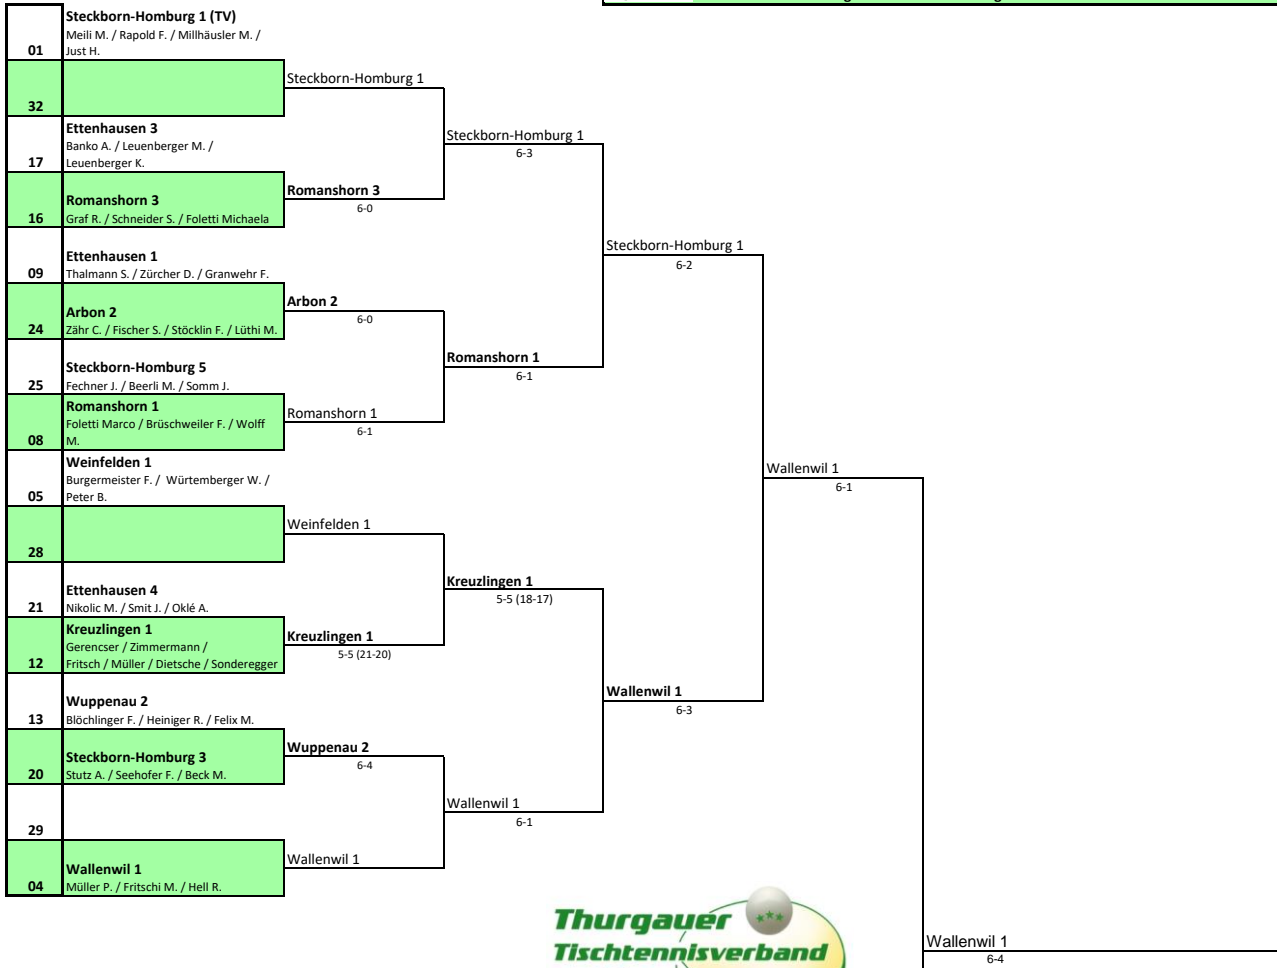 Steckborn-Homburg 1 (TV)
Meili M. / Rapold F. / Millhäusler M. /
01 Just H.
Steckborn-Homburg 1
32
Ettenhausen 3
Banko A. / Leuenberger M. /
17 Leuenberger K.
Steckborn-Homburg 1
6-3
Romanshorn 3
16 Graf R. / Schneider S. / Foletti Michaela
Romanshorn 3
6-0
Ettenhausen 1
09 Thalmann S. / Zürcher D. / Granwehr F.
Steckborn-Homburg 1
6-2
Arbon 2
24 Zähr C. / Fischer S. / Stöcklin F. / Lüthi M.
Arbon 2
6-0
Steckborn-Homburg 5
25 Fechner J. / Beerli M. / Somm J.
Romanshorn 1
6-1
Romanshorn 1
Foletti Marco / Brüschweiler F. / Wolff
08 M.
Romanshorn 1
6-1
Weinfelden 1
Burgermeister F. / Würtemberger W. /
05 Peter B.
Wallenwil 1
6-1
Weinfelden 1
28
Ettenhausen 4
21 Nikolic M. / Smit J. / Oklé A.
Kreuzlingen 1
5-5 (18-17)
Kreuzlingen 1
Gerencser / Zimmermann /
12 Fritsch / Müller / Dietsche / Sonderegger
Kreuzlingen 1
5-5 (21-20)
Wuppenau 2
13 Blöchlinger F. / Heiniger R. / Felix M.
Wallenwil 1
6-3
Steckborn-Homburg 3
20 Stutz A. / Seehofer F. / Beck M.
Wuppenau 2
6-4
29
Wallenwil 1
6-1
Wallenwil 1
04 Müller P. / Fritschi M. / Hell R.
Wallenwil 1
Thurgauer
Tischtennisverband
Wallenwil 1
6-4